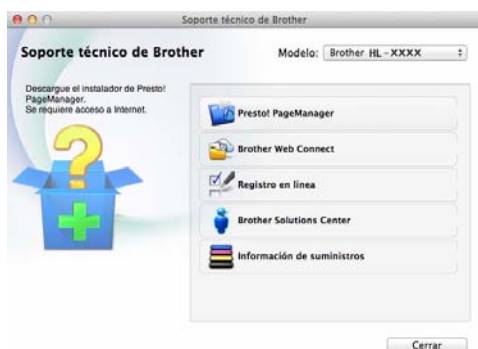 Soporte técnico de Brother
Soporte técnico de Brother
Modelo: Brother HL-XXXX
Descargue el instalador de Presto!
PageManager.
Se requiere acceso a Internet.
Presto! PageManager
Brother Web Connect
Registro en línea
Brother Solutions Center
Información de suministros
Cerrar